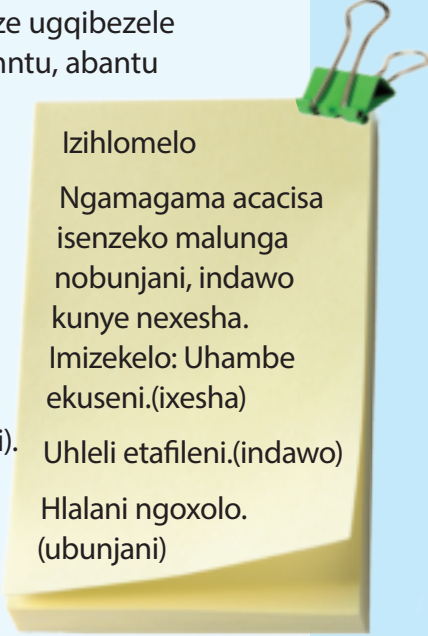 ze ugqibezele
ntu, abantu
Izihlomelo
Ngamagama acacisa
isenzeko malunga
nobunjani, indawo
kunye nexesha.
Imizekelo: Uhambe
ekuseni.(ixesha)
i).
Uhleli etafileni.(indawo)
Hlalani ngoxolo.
(ubunjani)